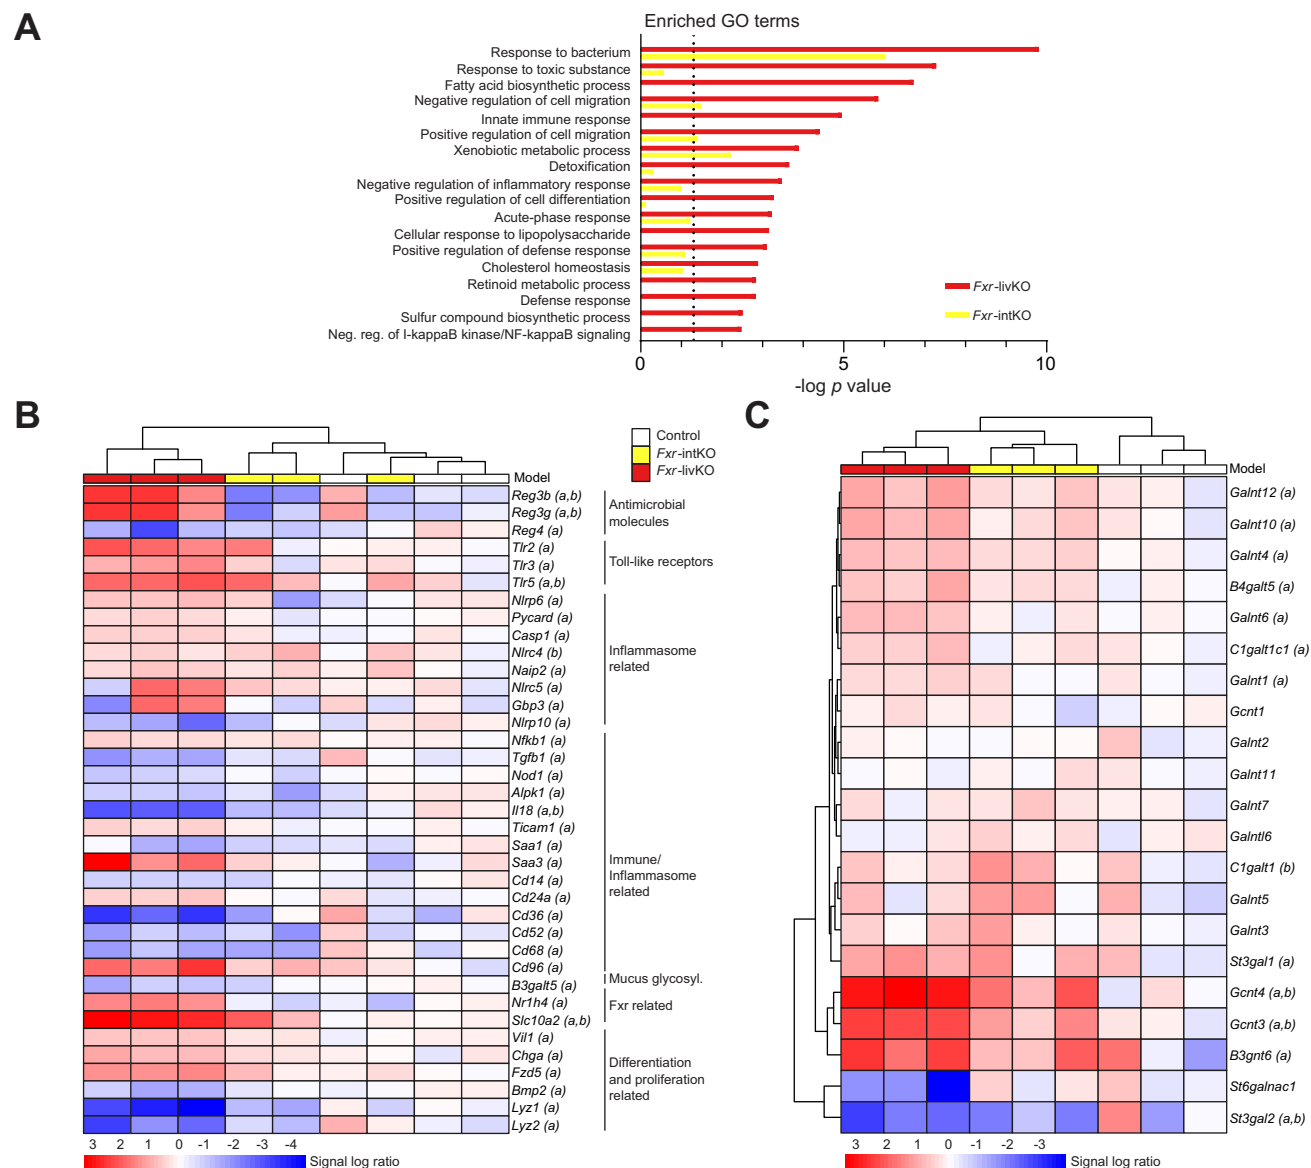 A
Enriched GO terms
Response to bacterium
Response to toxic substance
Fatty acid biosynthetic process
Negative regulation of cell migration
Innate immune response
Positive regulation of cell migration
Xenobiotic metabolic process
Detoxification
Negative regulation of inflammatory response
Positive regulation of cell differentiation
Acute-phase response
Cellular response to lipopolysaccharide
Positive regulation of defense response
Cholesterol homeostasis
Retinoid metabolic process
Defense response
Sulfur compound biosynthetic process
Neg. reg. of I-kappaB kinase/NF-kappaB signaling
Fxr-livKO
Fxr-intKO
0 5 10
-log p value
B
Control
Fxr-intKO
Fxr-livKO
Model
Reg3b (a,b)
Reg3g (a,b)
Reg4 (a)
Tlr2 (a)
Tlr3 (a)
Tlr5 (a,b)
Nlrp6 (a)
Pycard (a)
Casp1 (a)
Nlrc4 (b)
Naip2 (a)
Nlrc5 (a)
Gbp3 (a)
Nlrp10 (a)
Nfkb1 (a)
Tgfb1 (a)
Nod1 (a)
Alpk1 (a)
Il18 (a,b)
Ticam1 (a)
Saa1 (a)
Saa3 (a)
Cd14 (a)
Cd24a (a)
Cd36 (a)
Cd52 (a)
Cd68 (a)
Cd96 (a)
B3galt5 (a)
Nr1h4 (a)
Slc10a2 (a,b)
Vil1 (a)
Chga (a)
Fzd5 (a)
Bmp2 (a)
Lyz1 (a)
Lyz2 (a)
Antimicrobial
molecules
Toll-like receptors
Inflammasome
related
Immune/
Inflammasome
related
Mucus glycosyl.
Fxr related
Differentiation
and proliferation
related
3 2 1 0 -1 -2 -3 -4
Signal log ratio
C
Model
Galnt12 (a)
Galnt10 (a)
Galnt4 (a)
B4galt5 (a)
Galnt6 (a)
C1galt1c1 (a)
Galnt1 (a)
Gcnt1
Galnt2
Galnt11
Galnt7
Galntl6
C1galt1 (b)
Galnt5
Galnt3
St3gal1 (a)
Gcnt4 (a,b)
Gcnt3 (a,b)
B3gnt6 (a)
St6galnac1
St3gal2 (a,b)
3 2 1 0 -1 -2 -3
Signal log ratio